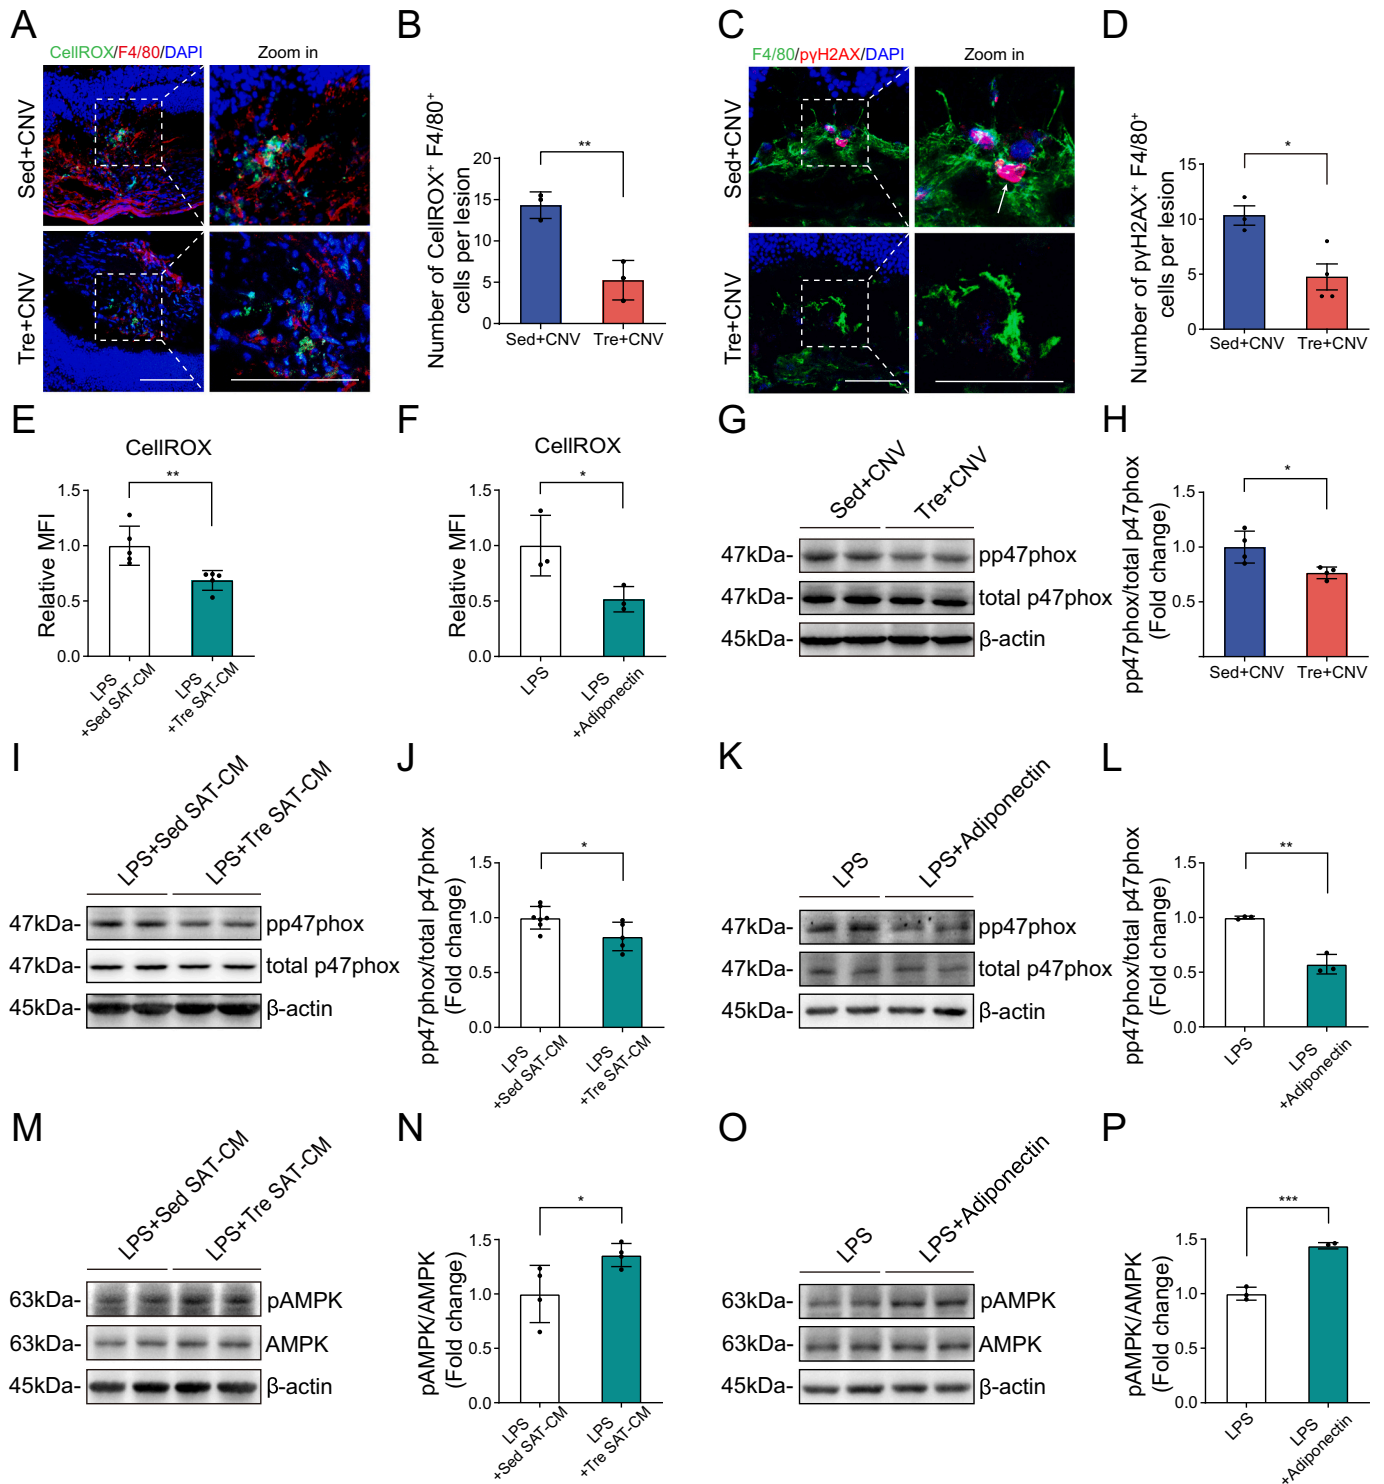 A
CellROX/F4/80/DAPI
Zoom in
Sed+CNV
Tre+CNV
B
Number of CellROX⁺ F4/80⁺
cells per lesion
20
15
10
5
0
**
Sed+CNV
Tre+CNV
C
F4/80/pγH2AX/DAPI
Zoom in
Sed+CNV
Tre+CNV
D
Number of pγH2AX⁺ F4/80⁺
cells per lesion
15
10
5
0
*
Sed+CNV
Tre+CNV
E
CellROX
**
Relative MFI
1.5
1.0
0.5
0.0
LPS
+Sed SAT-CM
LPS
+Tre SAT-CM
F
CellROX
*
Relative MFI
1.5
1.0
0.5
0.0
LPS
LPS
+Adiponectin
G
Sed+CNV
Tre+CNV
47kDa-
pp47phox
47kDa-
total p47phox
45kDa-
β-actin
H
pp47phox/total p47phox
(Fold change)
*
1.5
1.0
0.5
Sed+CNV
Tre+CNV
I
LPS+Sed SAT-CM
LPS+Tre SAT-CM
47kDa-
pp47phox
47kDa-
total p47phox
45kDa-
β-actin
J
pp47phox/total p47phox
(Fold change)
*
1.5
1.0
0.5
0.0
LPS
+Sed SAT-CM
LPS
+Tre SAT-CM
K
LPS
LPS+Adiponectin
47kDa-
pp47phox
47kDa-
total p47phox
45kDa-
β-actin
L
pp47phox/total p47phox
(Fold change)
**
1.5
1.0
0.5
0.0
LPS
LPS
+Adiponectin
M
LPS+Sed SAT-CM
LPS+Tre SAT-CM
63kDa-
pAMPK
63kDa-
AMPK
45kDa-
β-actin
N
pAMPK/AMPK
(Fold change)
*
1.5
1.0
0.5
0.0
LPS
+Sed SAT-CM
LPS
+Tre SAT-CM
O
LPS
LPS+Adiponectin
63kDa-
pAMPK
63kDa-
AMPK
45kDa-
β-actin
P
pAMPK/AMPK
(Fold change)
***
1.5
1.0
0.5
0.0
LPS
LPS
+Adiponectin